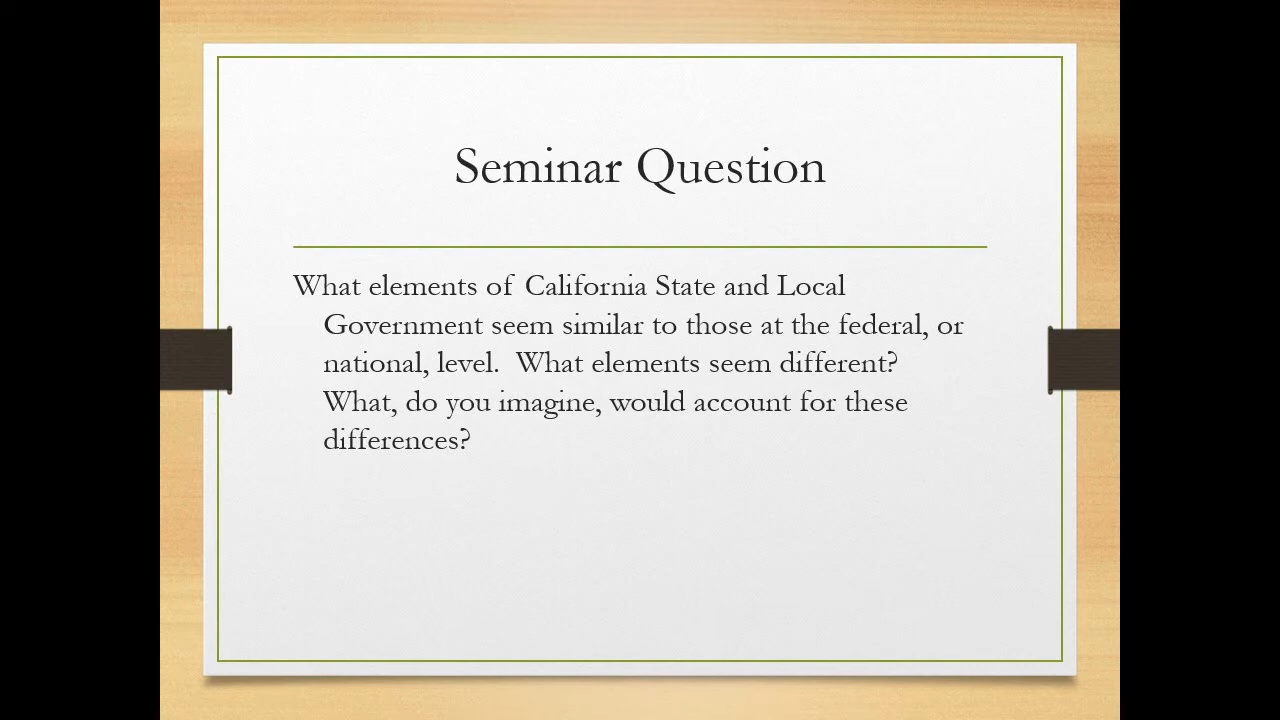 Seminar Question
What elements of California State and Local
Government seem similar to those at the federal, or
national, level.  What elements seem different?
What, do you imagine, would account for these
differences?